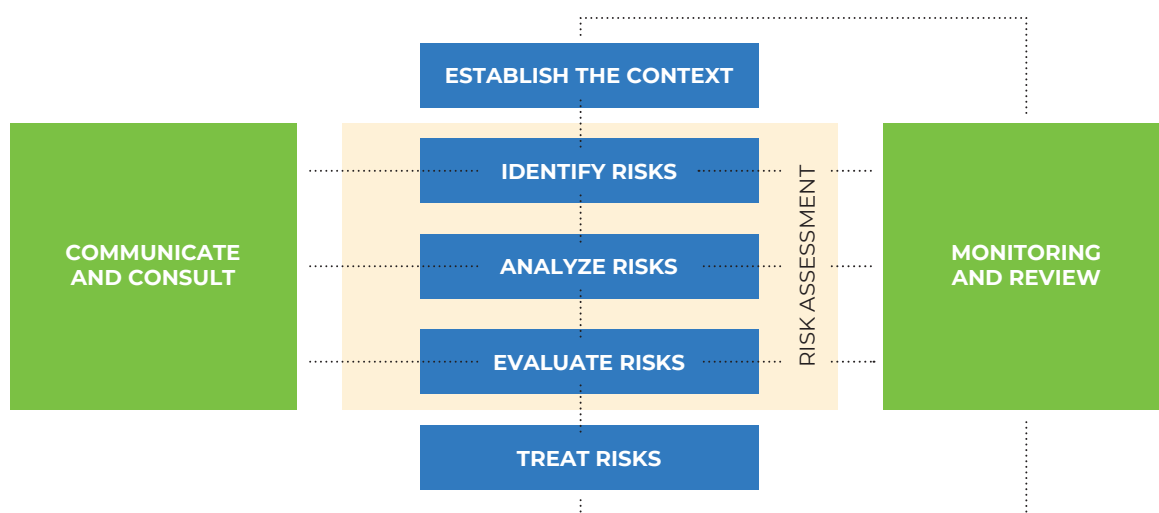 ESTABLISH THE CONTEXT
COMMUNICATE
AND CONSULT
IDENTIFY RISKS
ANALYZE RISKS
EVALUATE RISKS
RISK ASSESSMENT
MONITORING
AND REVIEW
TREAT RISKS